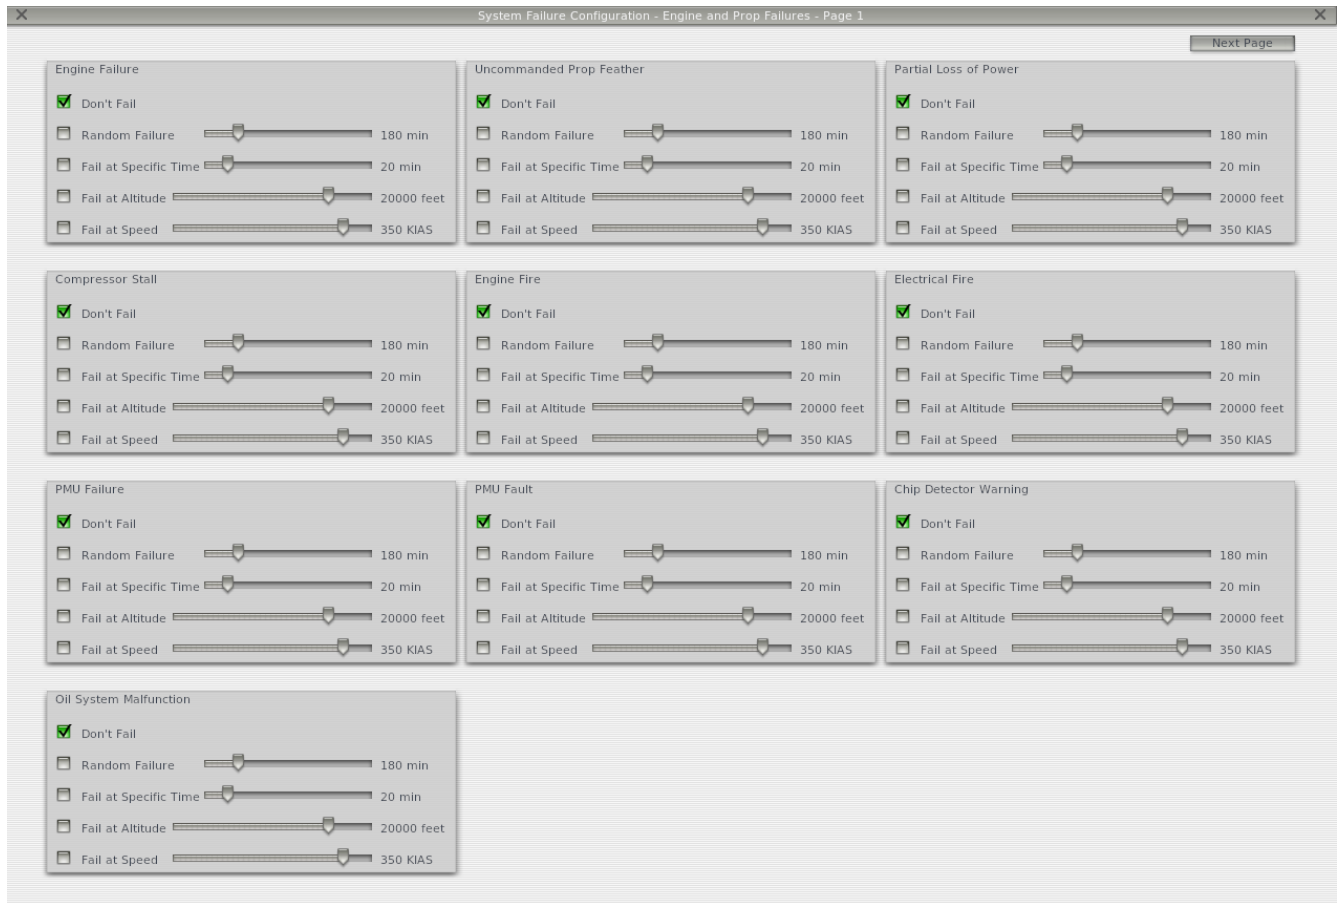 System Failure Configuration - Engine and Prop Failures - Page 1
Next Page
Engine Failure
Don't Fail
Random Failure 180 min
Fail at Specific Time 20 min
Fail at Altitude 20000 feet
Fail at Speed 350 KIAS
Uncommanded Prop Feather
Don't Fail
Random Failure 180 min
Fail at Specific Time 20 min
Fail at Altitude 20000 feet
Fail at Speed 350 KIAS
Partial Loss of Power
Don't Fail
Random Failure 180 min
Fail at Specific Time 20 min
Fail at Altitude 20000 feet
Fail at Speed 350 KIAS
Compressor Stall
Don't Fail
Random Failure 180 min
Fail at Specific Time 20 min
Fail at Altitude 20000 feet
Fail at Speed 350 KIAS
Engine Fire
Don't Fail
Random Failure 180 min
Fail at Specific Time 20 min
Fail at Altitude 20000 feet
Fail at Speed 350 KIAS
Electrical Fire
Don't Fail
Random Failure 180 min
Fail at Specific Time 20 min
Fail at Altitude 20000 feet
Fail at Speed 350 KIAS
PMU Failure
Don't Fail
Random Failure 180 min
Fail at Specific Time 20 min
Fail at Altitude 20000 feet
Fail at Speed 350 KIAS
PMU Fault
Don't Fail
Random Failure 180 min
Fail at Specific Time 20 min
Fail at Altitude 20000 feet
Fail at Speed 350 KIAS
Chip Detector Warning
Don't Fail
Random Failure 180 min
Fail at Specific Time 20 min
Fail at Altitude 20000 feet
Fail at Speed 350 KIAS
Oil System Malfunction
Don't Fail
Random Failure 180 min
Fail at Specific Time 20 min
Fail at Altitude 20000 feet
Fail at Speed 350 KIAS